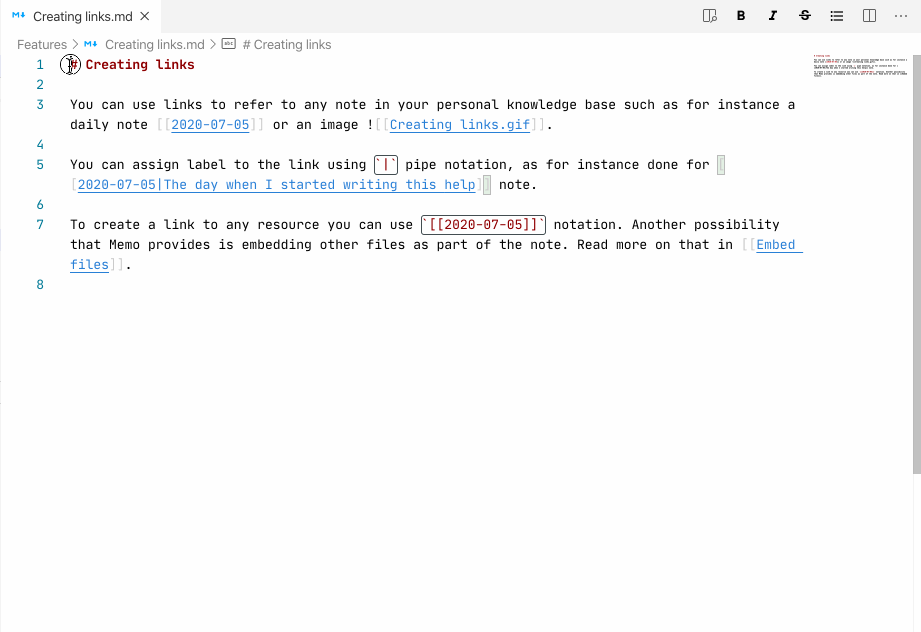 Creating links.md
B I S ...
Features > Creating links.md > abc # Creating links
1 # Creating links
2
3 You can use links to refer to any note in your personal knowledge base such as for instance a
daily note [[2020-07-05]] or an image ![[Creating links.gif]].
4
5 You can assign label to the link using `|` pipe notation, as for instance done for [
[2020-07-05|The day when I started writing this help]] note.
6
7 To create a link to any resource you can use `[[2020-07-05]]` notation. Another possibility
that Memo provides is embedding other files as part of the note. Read more on that in [[Embed
files]].
8